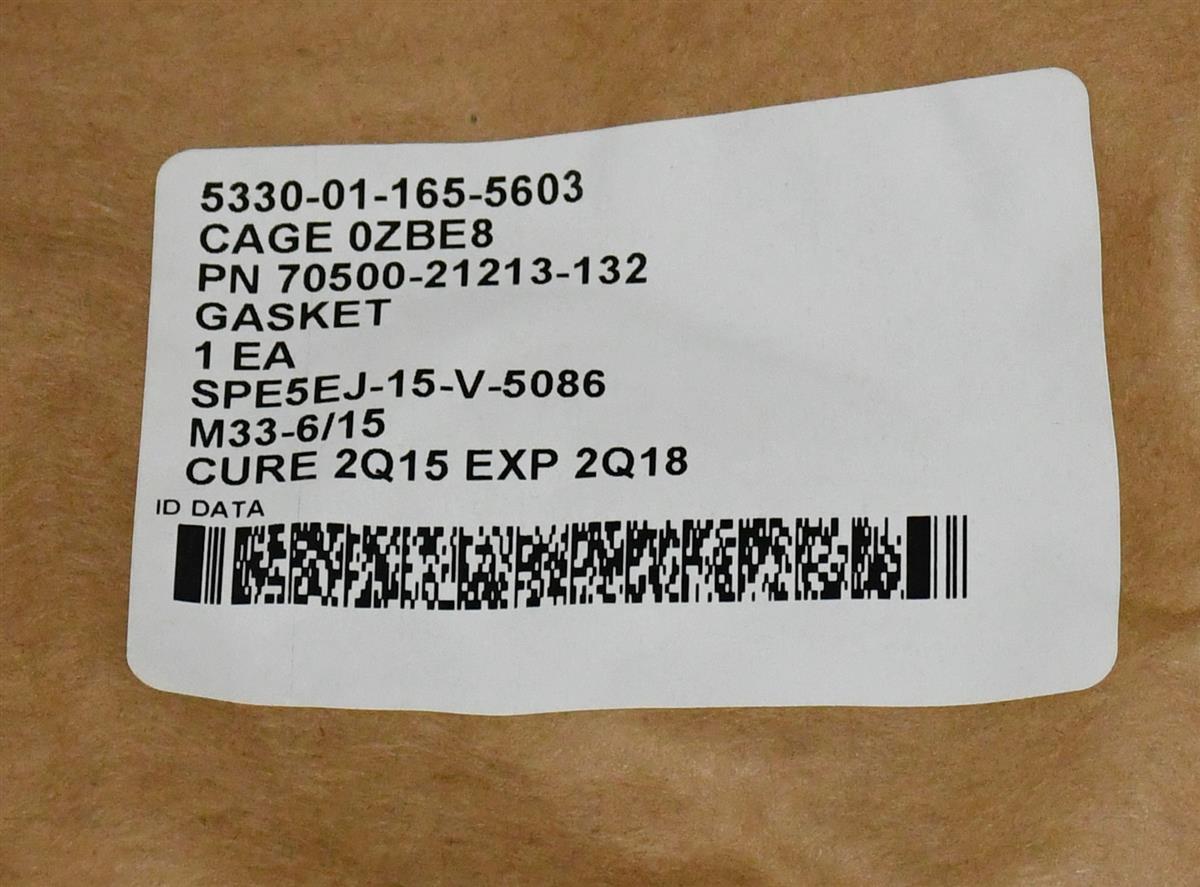 5330-01-165-5603
CAGE 0ZBE8
PN 70500-21213-132
GASKET
1 EA
SPE5EJ-15-V-5086
M33-6/15
CURE 2Q15 EXP 2Q18
ID DATA